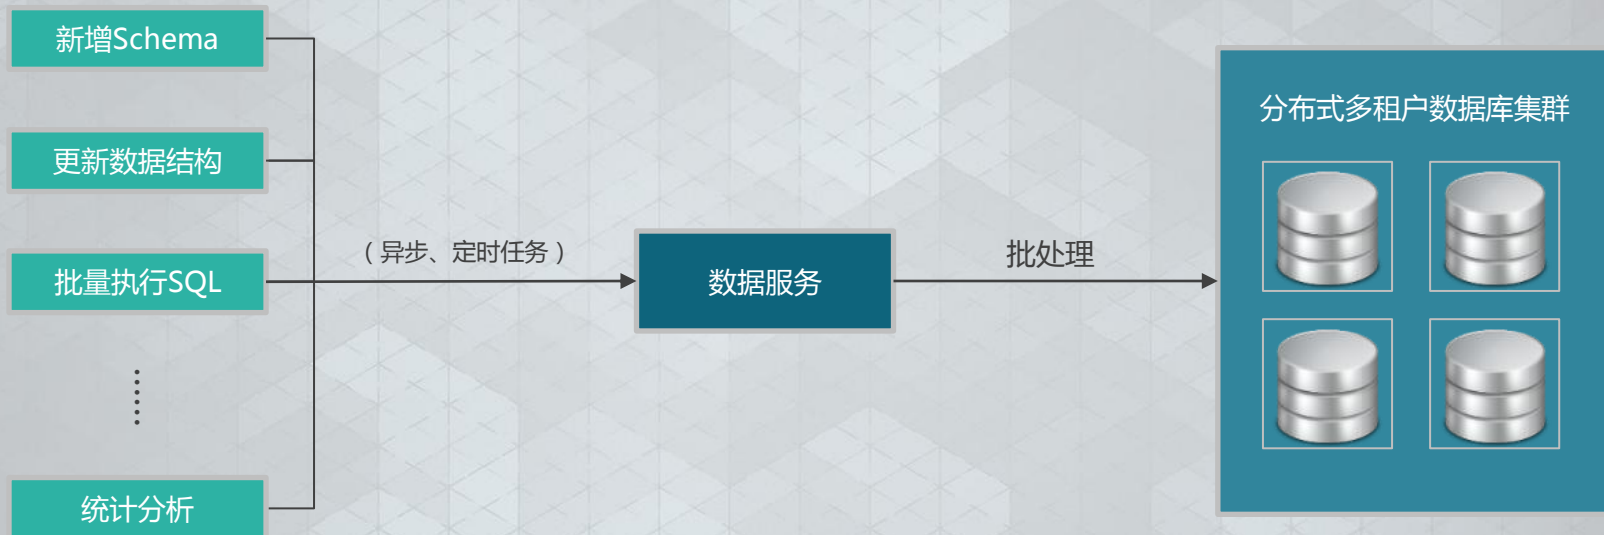 新增Schema
更新数据结构
批量执行SQL
……
统计分析
（异步、定时任务）
数据服务
批处理
分布式多租户数据库集群